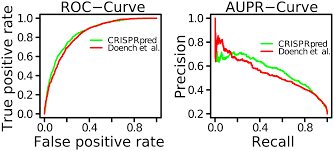 ROC−Curve
True positive rate
1.0
0.8
0.6
0.4
0.2
0.0
CRISPRpred
Doench et al.
0.0
0.4
0.8
False positive rate
AUPR−Curve
Precision
1.0
0.8
0.6
0.4
0.2
CRISPRpred
Doench et al.
0.0
0.4
0.8
Recall